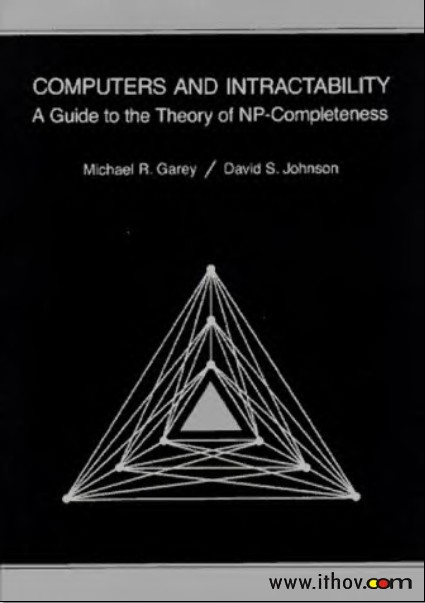 COMPUTERS AND INTRACTABILITY
A Guide to the Theory of NP-Completeness
Michael R. Garey / David S. Johnson
www.ithov.com